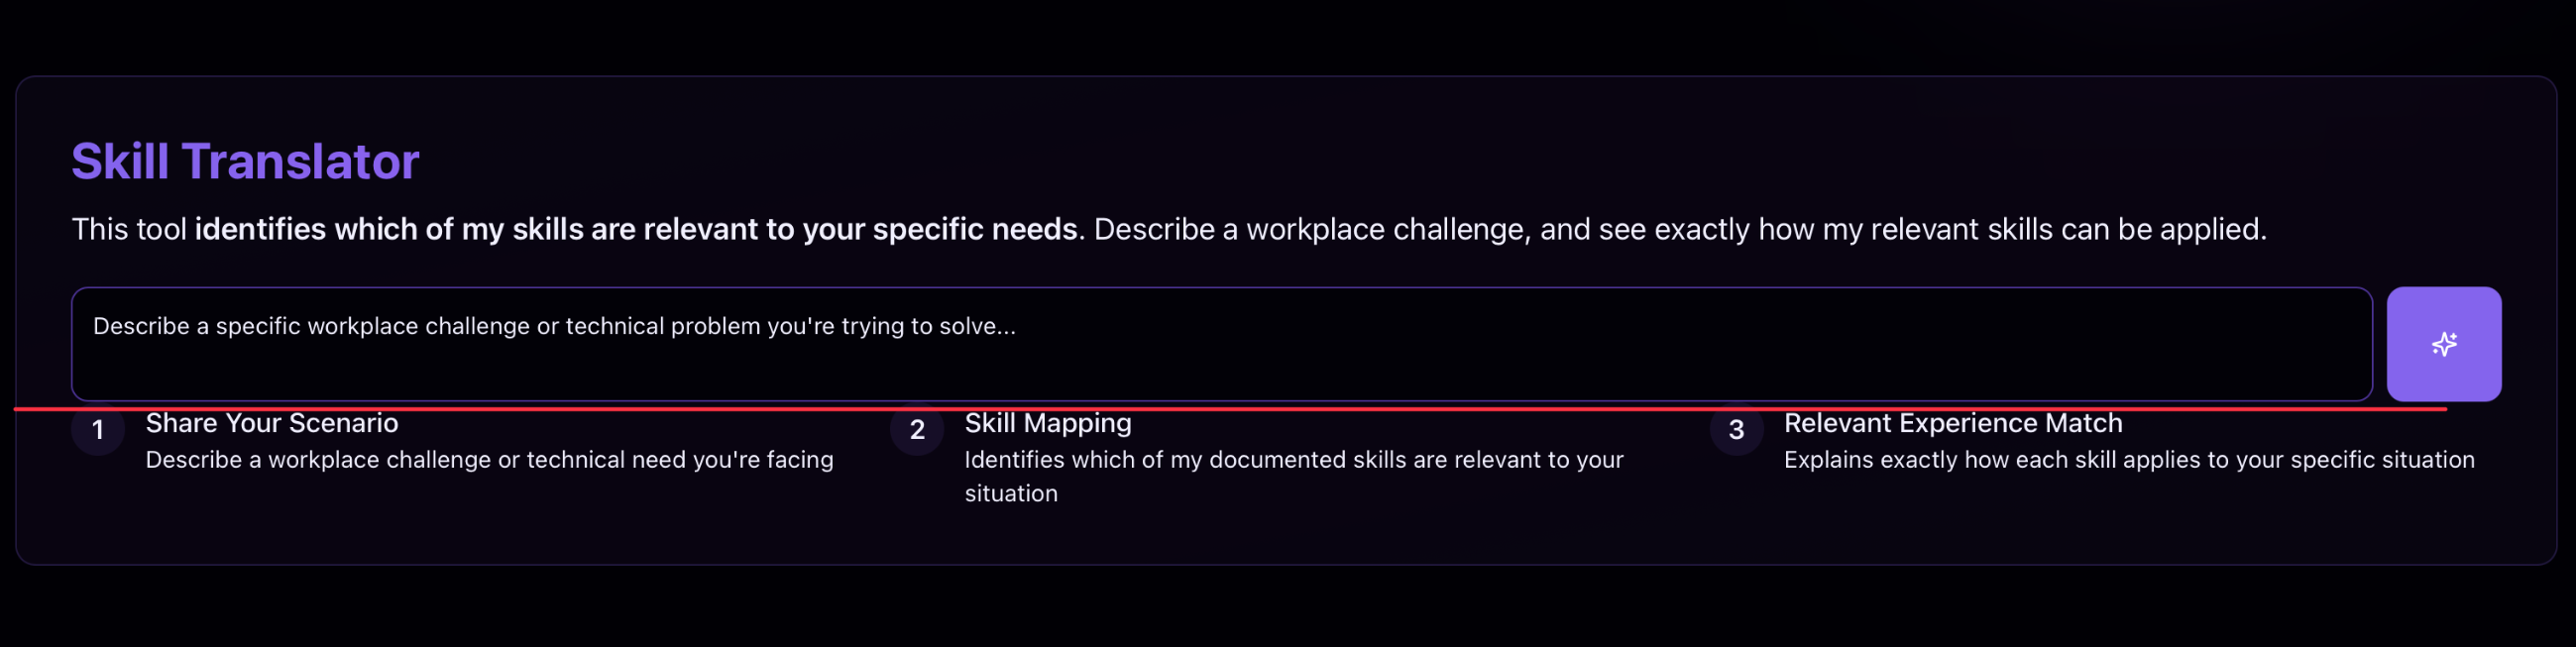 Skill Translator
This tool identifies which of my skills are relevant to your specific needs. Describe a workplace challenge, and see exactly how my relevant skills can be applied.
Describe a specific workplace challenge or technical problem you're trying to solve...
1
Share Your Scenario
Describe a workplace challenge or technical need you're facing
2
Skill Mapping
Identifies which of my documented skills are relevant to your
situation
3
Relevant Experience Match
Explains exactly how each skill applies to your specific situation